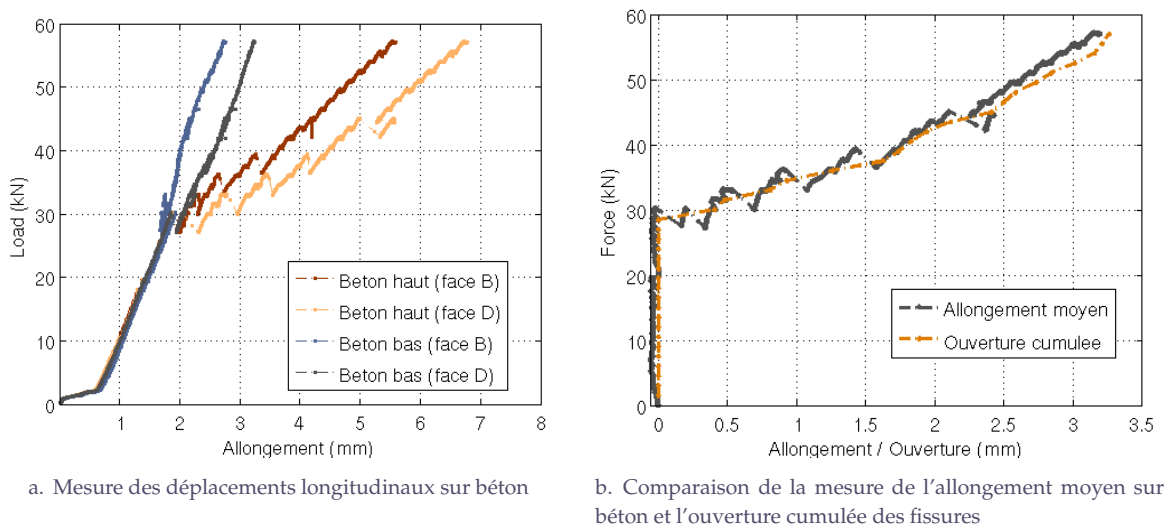 60
50
40
30
20
10
0
Load (kN)
1 2 3 4 5 6 7 8
Allongement (mm)
Beton haut (face B)
Beton haut (face D)
Beton bas (face B)
Beton bas (face D)
a. Mesure des déplacements longitudinaux sur béton
60
50
40
30
20
10
0
Force (kN)
0 0.5 1 1.5 2 2.5 3 3.5
Allongement / Ouverture (mm)
Allongement moyen
Ouverture cumulee
b. Comparaison de la mesure de l'allongement moyen sur
béton et l'ouverture cumulée des fissures